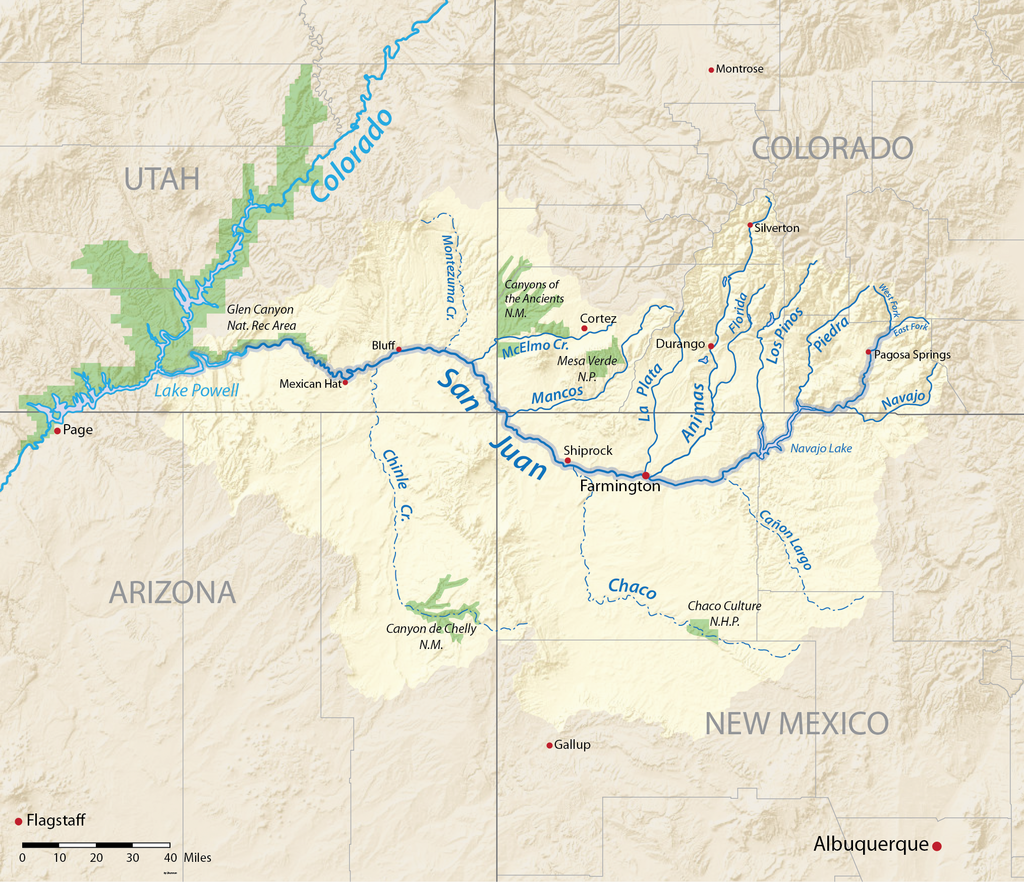 Montrose
COLORADO
Colorado
UTAH
Silverton
Montezuma Cr.
Canyons of
the Ancients
N.M.
Glen Canyon
Nat. Rec Area
Cortez
Florida
Los Pinos
Piedra
West Fork
East Fork
Bluff
McElmo Cr.
Durango
Pagosa Springs
Mesa Verde
N.P.
Mexican Hat
Lake Powell
San
Juan
Mancos
La Plata
Animas
Navajo
Page
Shiprock
Navajo Lake
Farmington
Chinle Cr.
Cañon Largo
ARIZONA
Chaco
Chaco Culture
N.H.P.
Canyon de Chelly
N.M.
NEW MEXICO
Gallup
Flagstaff
Albuquerque
0 10 20 30 40 Miles